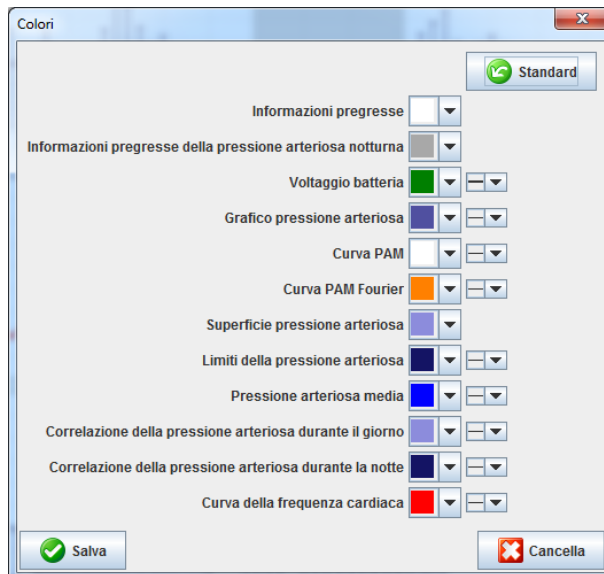 Colori
Standard
Informazioni pregresse
Informazioni pregresse della pressione arteriosa notturna
Voltaggio batteria
Grafico pressione arteriosa
Curva PAM
Curva PAM Fourier
Superficie pressione arteriosa
Limiti della pressione arteriosa
Pressione arteriosa media
Correlazione della pressione arteriosa durante il giorno
Correlazione della pressione arteriosa durante la notte
Curva della frequenza cardiaca
Salva
Cancella